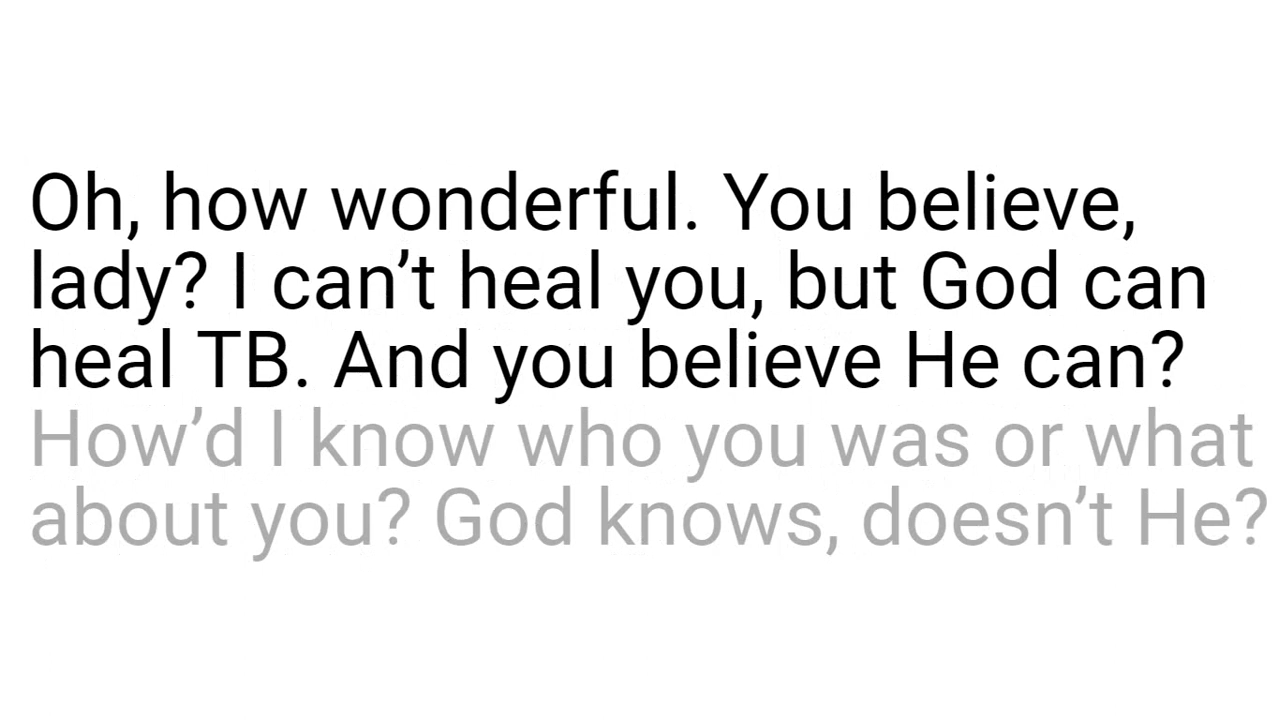 Oh, how wonderful. You believe,
lady? I can’t heal you, but God can
heal TB. And you believe He can?
How’d I know who you was or what
about you? God knows, doesn’t He?